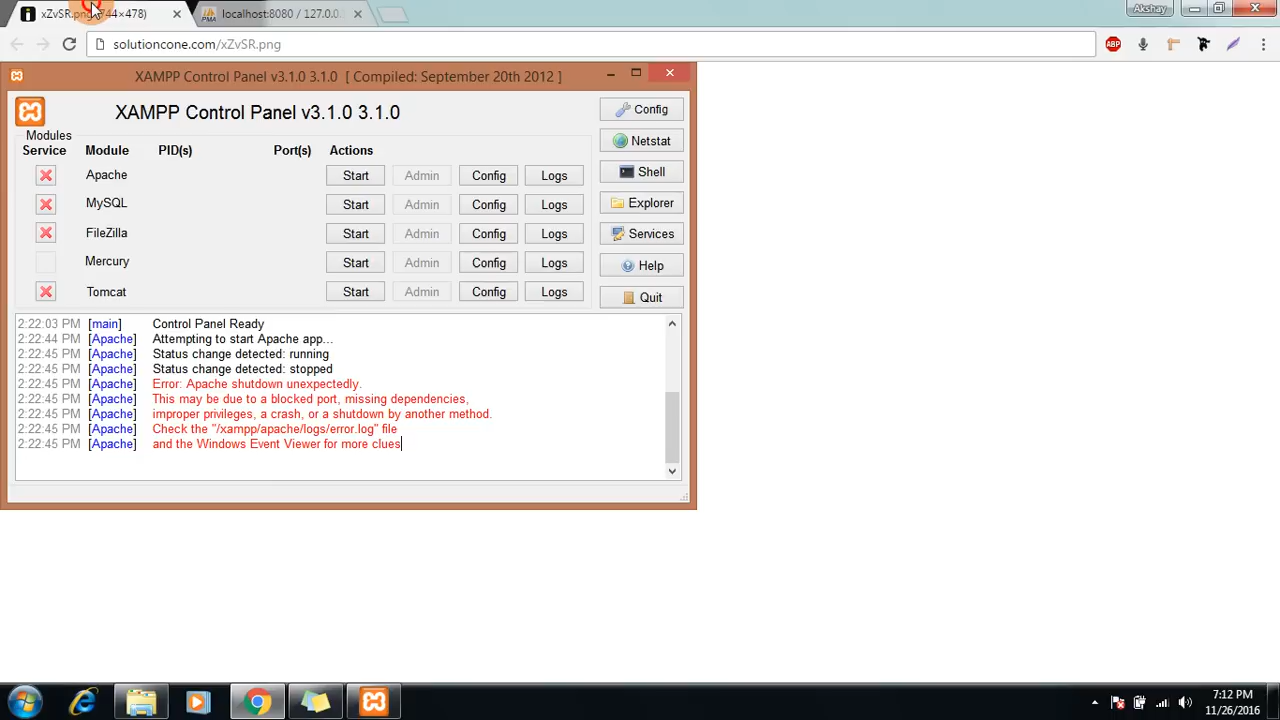 xZvSR.png (744×478)
localhost:8080 / 127.0.0.
Akshay
solutioncone.com/xZvSR.png
ABP
XAMPP Control Panel v3.1.0 3.1.0 [ Compiled: September 20th 2012 ]
XAMPP Control Panel v3.1.0 3.1.0
Config
Modules
Netstat
Service Module PID(s) Port(s) Actions
Shell
Apache Start Admin Config Logs
MySQL Start Admin Config Logs
Explorer
FileZilla Start Admin Config Logs
Services
Mercury Start Admin Config Logs
Help
Tomcat Start Admin Config Logs
Quit
2:22:03 PM [main] Control Panel Ready
2:22:44 PM [Apache] Attempting to start Apache app...
2:22:45 PM [Apache] Status change detected: running
2:22:45 PM [Apache] Status change detected: stopped
2:22:45 PM [Apache] Error: Apache shutdown unexpectedly.
2:22:45 PM [Apache] This may be due to a blocked port, missing dependencies,
2:22:45 PM [Apache] improper privileges, a crash, or a shutdown by another method.
2:22:45 PM [Apache] Check the "/xampp/apache/logs/error.log" file
2:22:45 PM [Apache] and the Windows Event Viewer for more clues
7:12 PM
11/26/2016